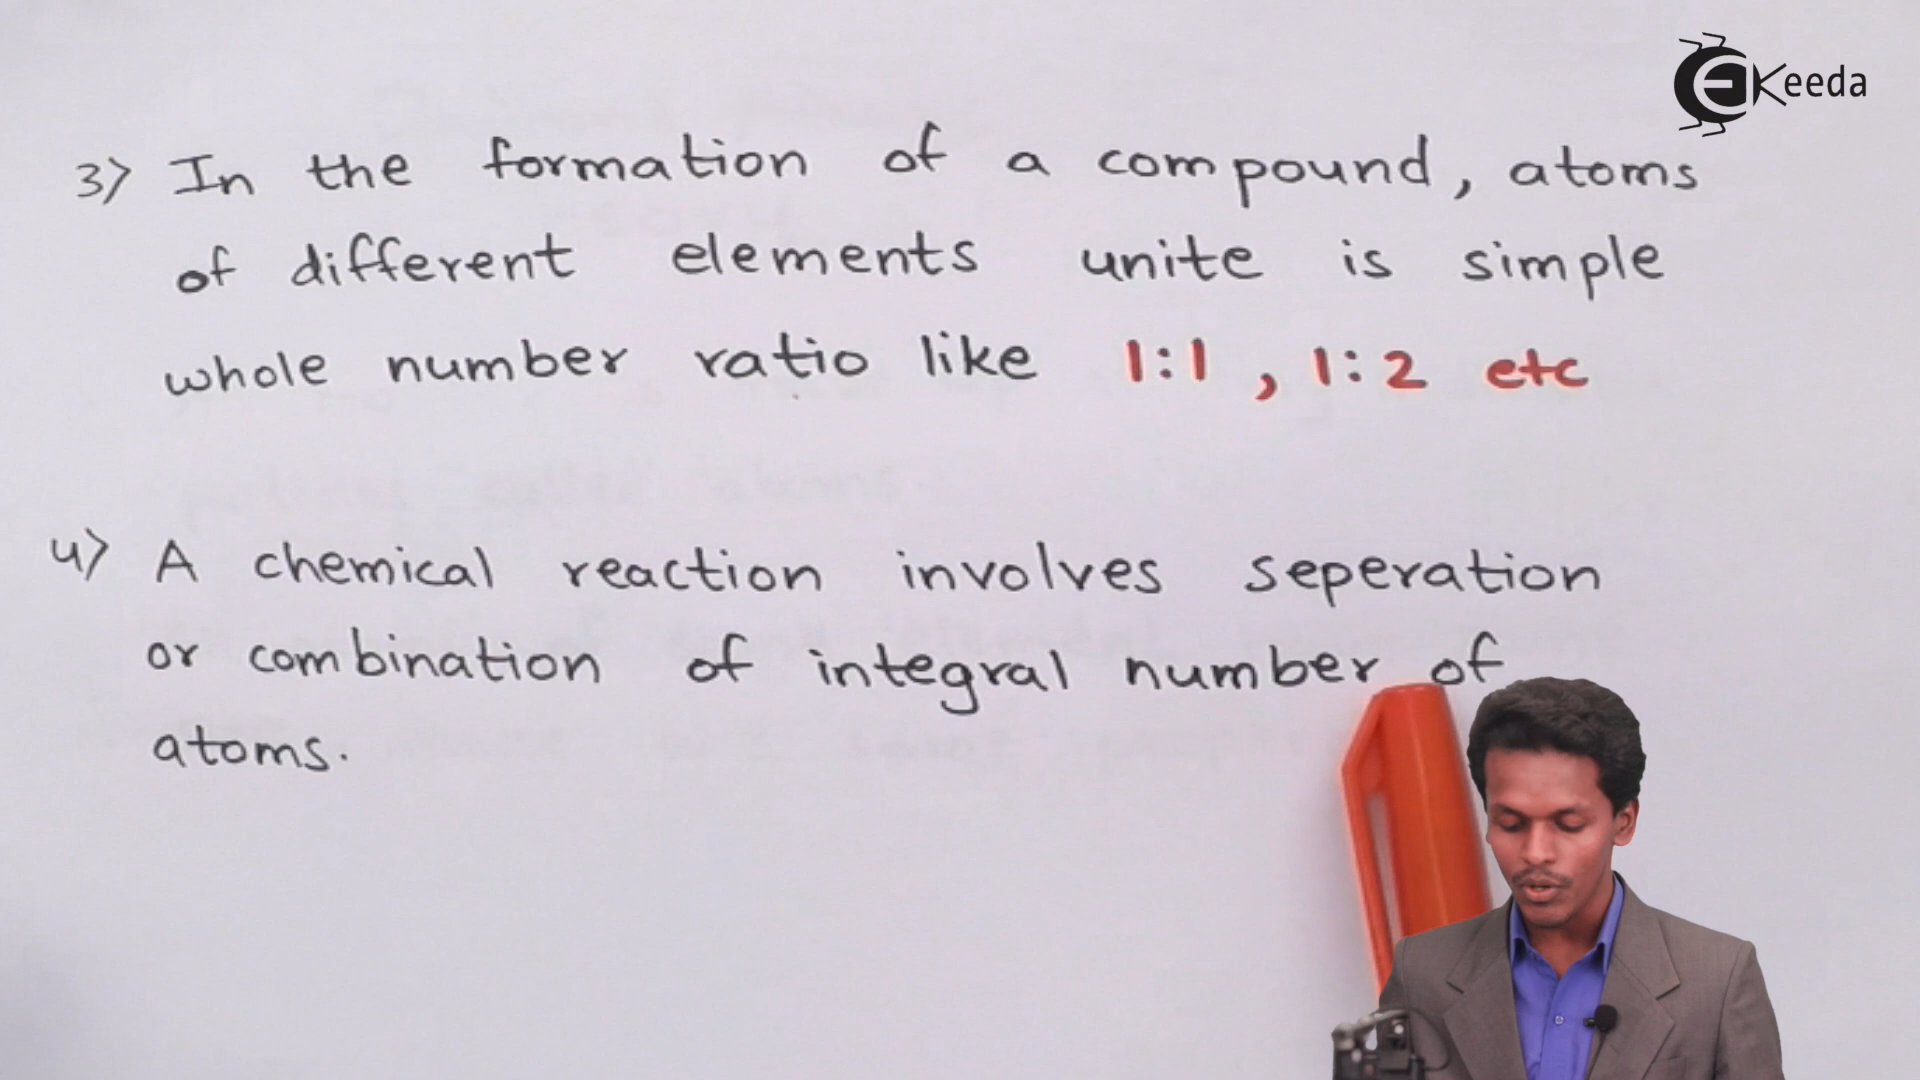 EKeeda
3) In the formation of a compound, atoms
of different elements unite is simple
whole number ratio like 1:1, 1:2 etc
4) A chemical reaction involves seperation
or combination of integral number of
atoms.